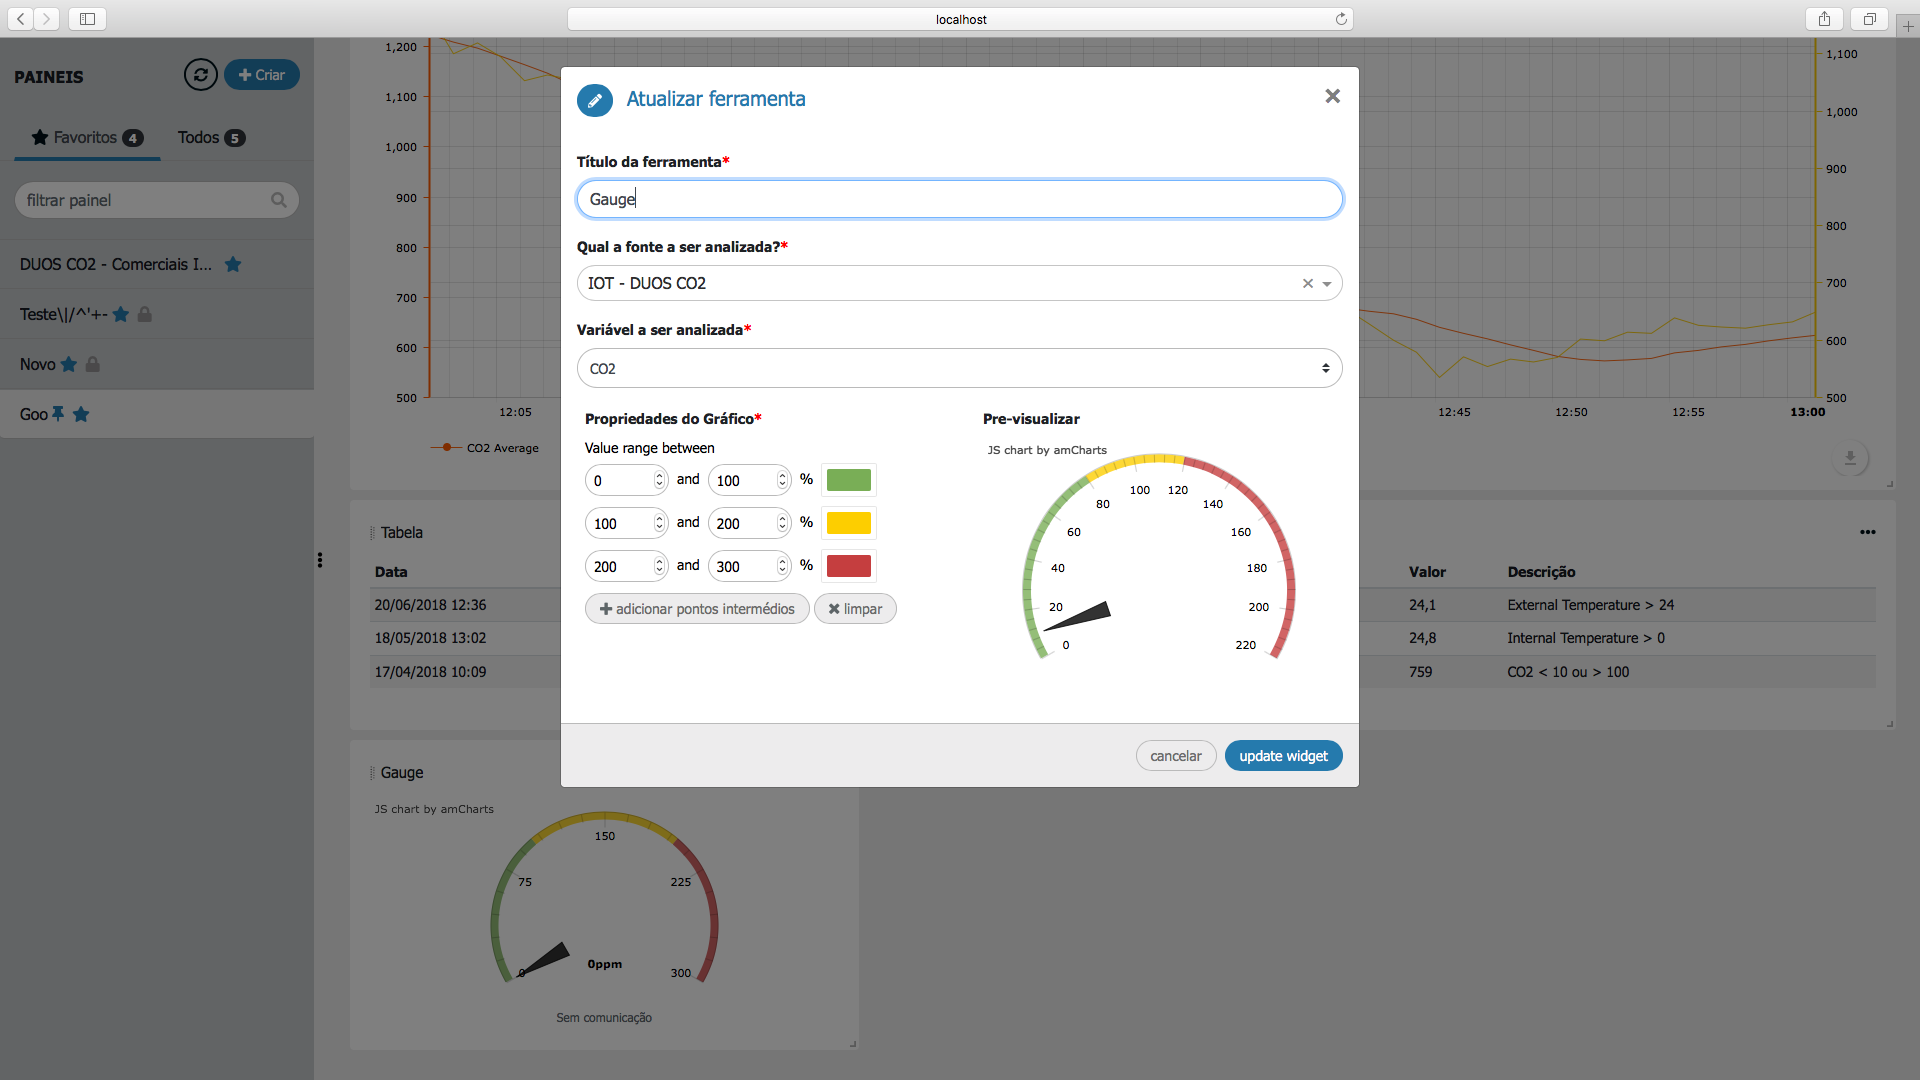 localhost
PAINEIS
Criar
Favoritos 4
Todos 5
filtrar painel
DUOS CO2 - Comerciais I...
Teste\|/^'+-
Novo
Goo
1,200
1,100
1,000
900
800
700
600
500
12:05
CO2 Average
1,100
1,000
900
800
700
600
500
12:45
12:50
12:55
13:00
Atualizar ferramenta
Título da ferramenta*
Gauge
Qual a fonte a ser analizada?*
IOT - DUOS CO2
Variável a ser analizada*
CO2
Propriedades do Gráfico*
Value range between
0 and 100 %
100 and 200 %
200 and 300 %
adicionar pontos intermédios
limpar
Pre-visualizar
JS chart by amCharts
0
20
40
60
80
100
120
140
160
180
200
220
cancelar
update widget
Tabela
Data
Valor
Descrição
20/06/2018 12:36
24,1
External Temperature > 24
18/05/2018 13:02
24,8
Internal Temperature > 0
17/04/2018 10:09
759
CO2 < 10 ou > 100
Gauge
JS chart by amCharts
0
75
150
225
300
0ppm
Sem comunicação